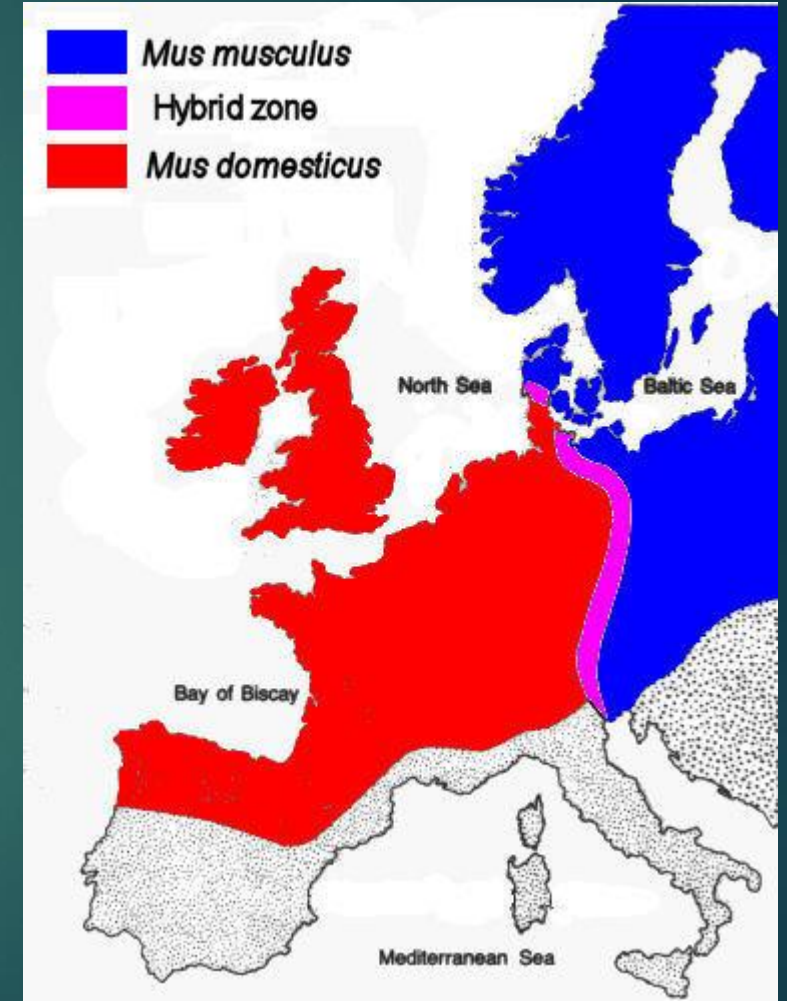 Mus musculus
Hybrid zone
Mus domesticus
North Sea
Baltic Sea
Bay of Biscay
Mediterranean Sea